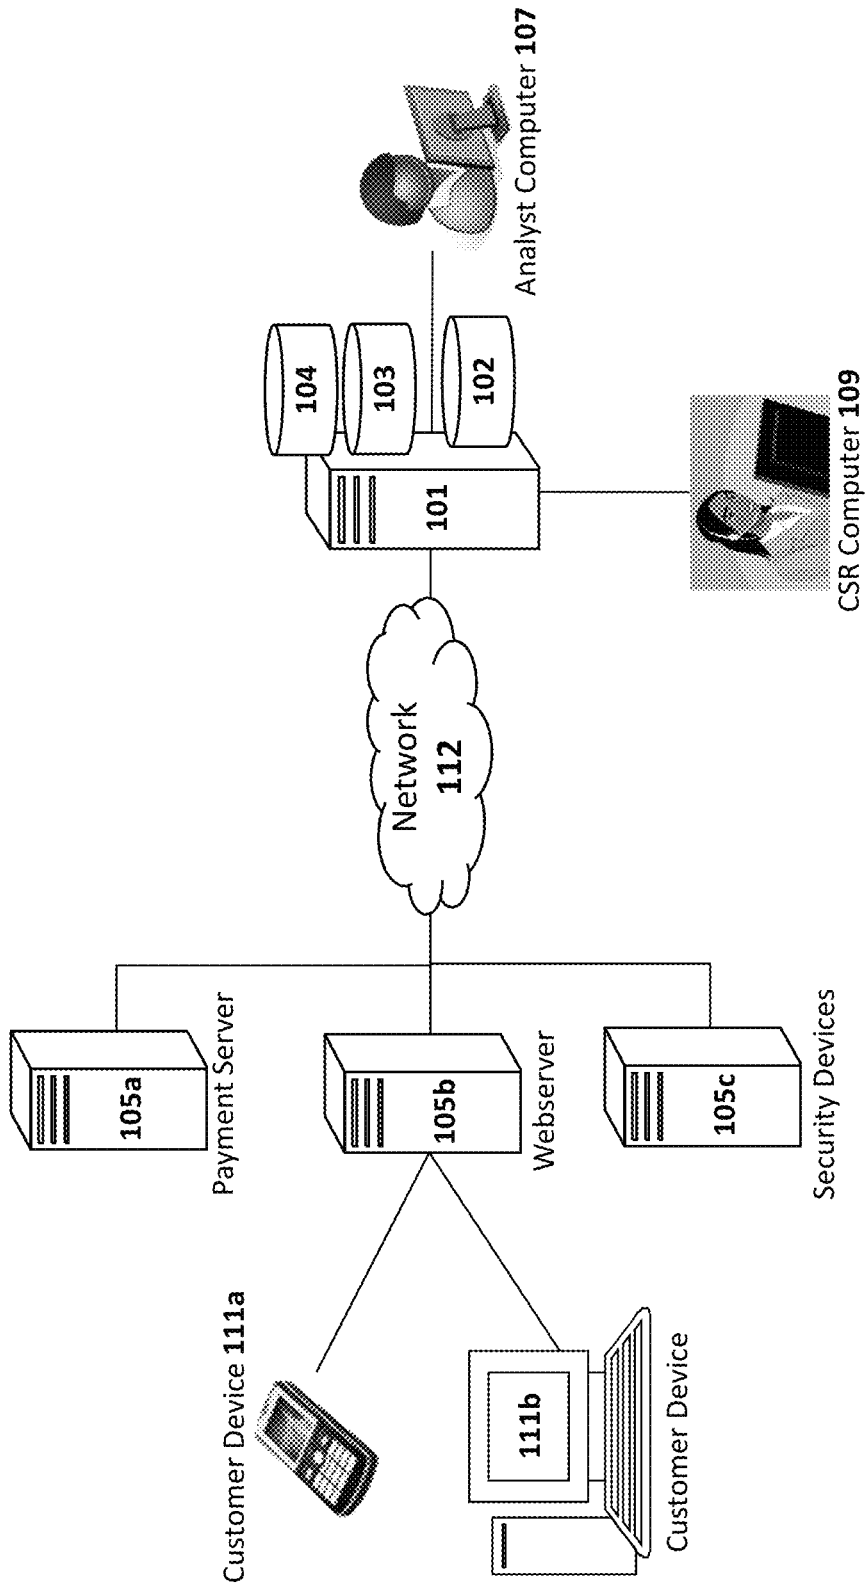 Customer Device 111a
111b
Customer Device
Payment Server
105a
105b
Webserver
105c
Security Devices
Network
112
101
104
103
102
Analyst Computer 107
CSR Computer 109